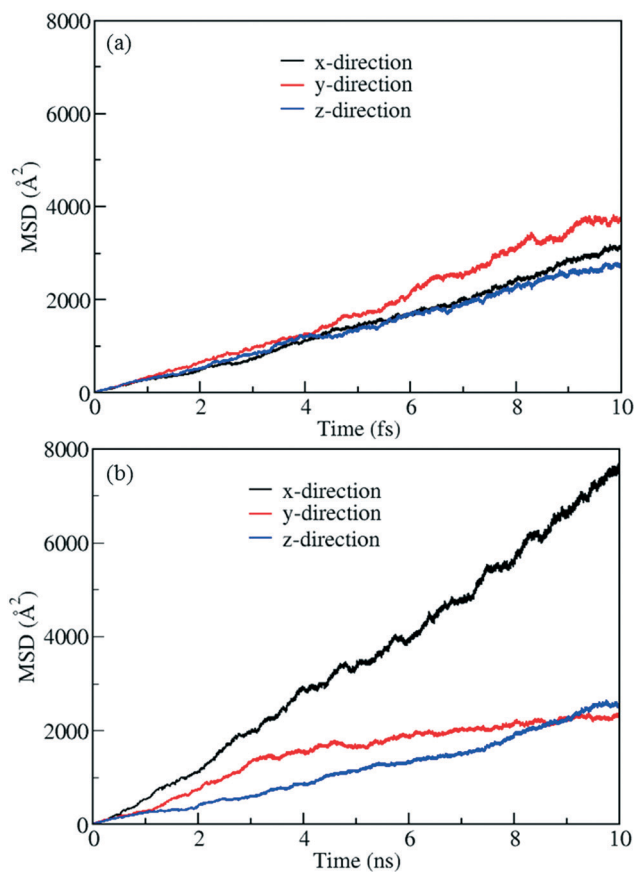 (a)
x-direction
y-direction
z-direction
8000
6000
4000
2000
0
MSD (Å²)
0 2 4 6 8 10
Time (fs)
(b)
x-direction
y-direction
z-direction
8000
6000
4000
2000
0
MSD (Å²)
0 2 4 6 8 10
Time (ns)